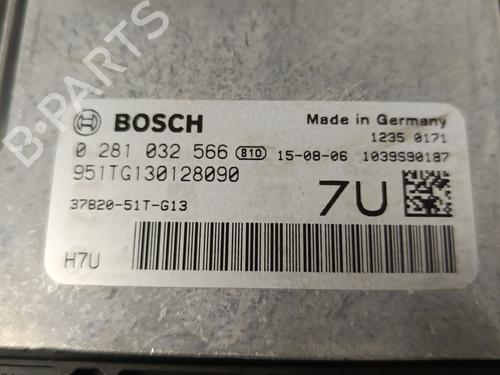 BOSCH
Made in Germany
1235 0171
0 281 032 566 810 15-08-06 1039S90187
951TG130128090
37820-51T-G13
7U
H7U
B-PARTS